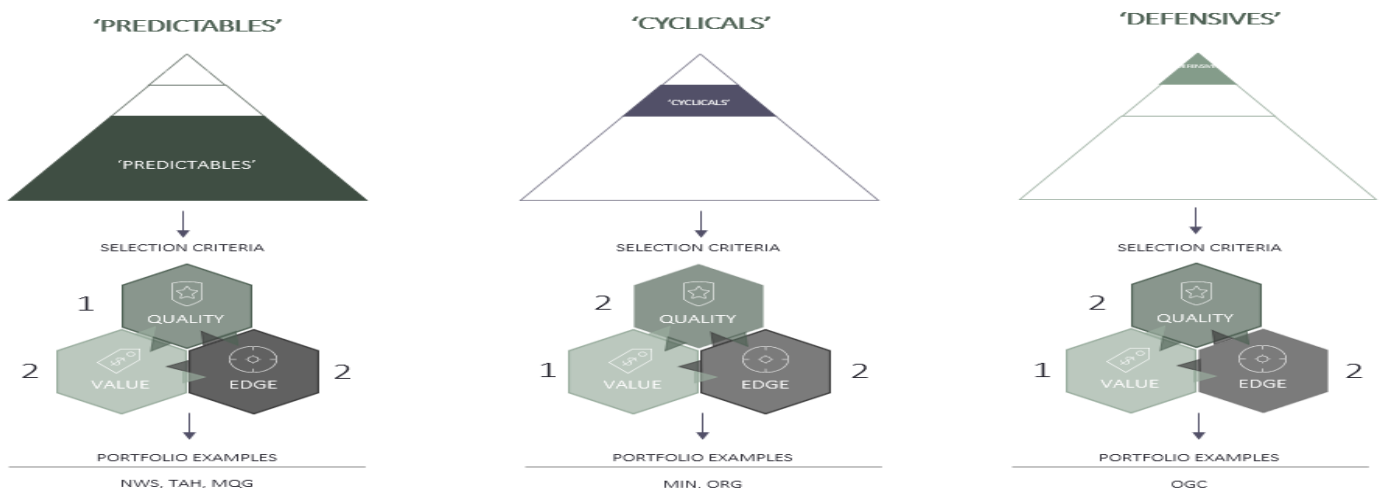 'PREDICTABLES'
'PREDICTABLES'
SELECTION CRITERIA
1
QUALITY
2
VALUE
EDGE
2
PORTFOLIO EXAMPLES
NWS, TAH, MQG
'CYCLICALS'
'CYCLICALS'
SELECTION CRITERIA
2
QUALITY
1
VALUE
EDGE
2
PORTFOLIO EXAMPLES
MIN, ORG
'DEFENSIVES'
SELECTION CRITERIA
2
QUALITY
1
VALUE
EDGE
2
PORTFOLIO EXAMPLES
OGC